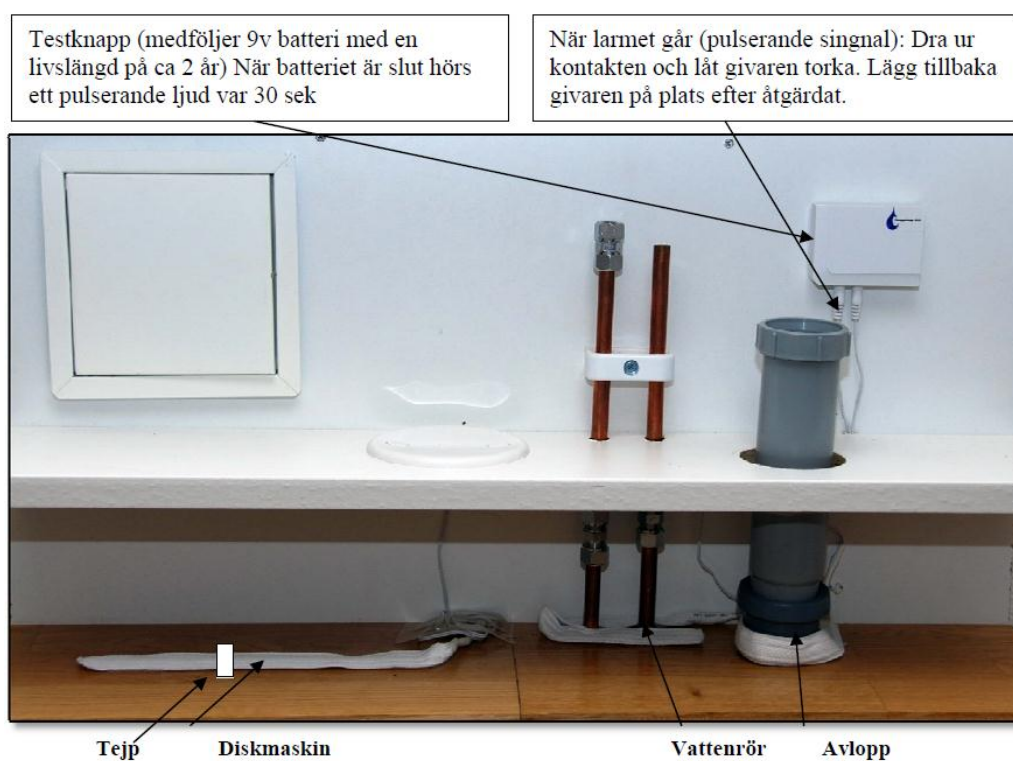 Testknapp (medföljer 9v batteri med en
livslängd på ca 2 år) När batteriet är slut hörs
ett pulserande ljud var 30 sek
När larmet går (pulserande singnal): Dra ur
kontakten och låt givaren torka. Lägg tillbaka
givaren på plats efter åtgärdat.
Tejp
Diskmaskin
Vattenrör
Avlopp